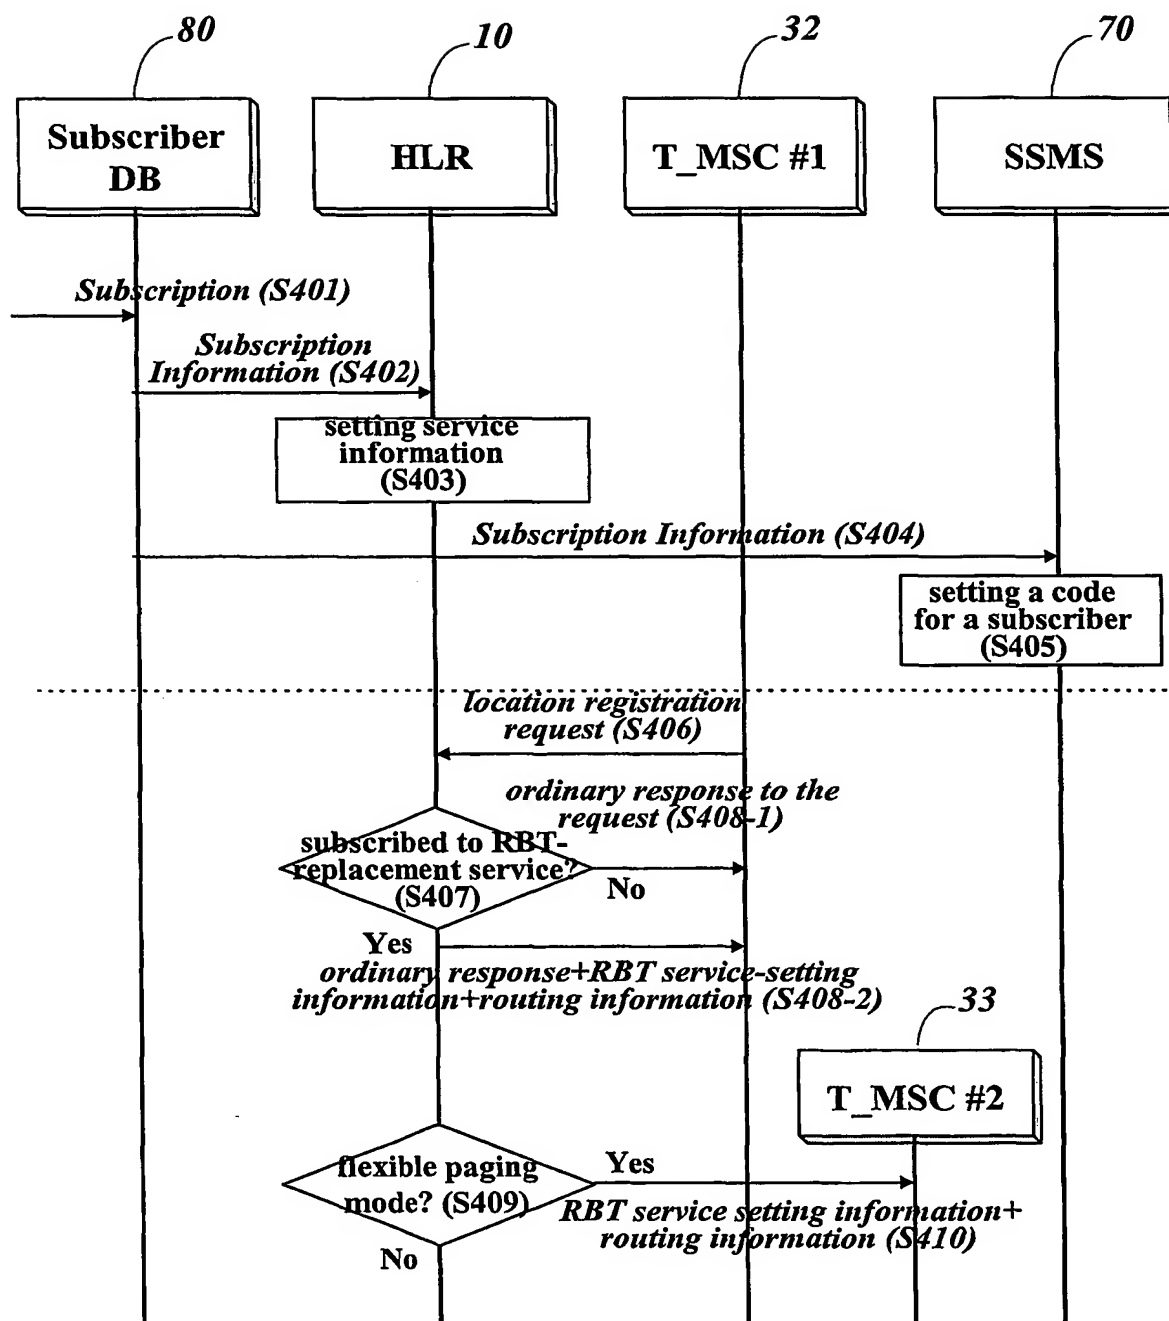 80
10
32
70
Subscriber
DB
HLR
T_MSC #1
SSMS
Subscription (S401)
Subscription
Information (S402)
setting service
information
(S403)
Subscription Information (S404)
setting a code
for a subscriber
(S405)
location registration
request (S406)
ordinary response to the
request (S408-1)
subscribed to RBT-
replacement service?
(S407)
No
Yes
ordinary response+RBT service-setting
information+routing information (S408-2)
33
T_MSC #2
flexible paging
mode? (S409)
Yes
RBT service setting information+
routing information (S410)
No